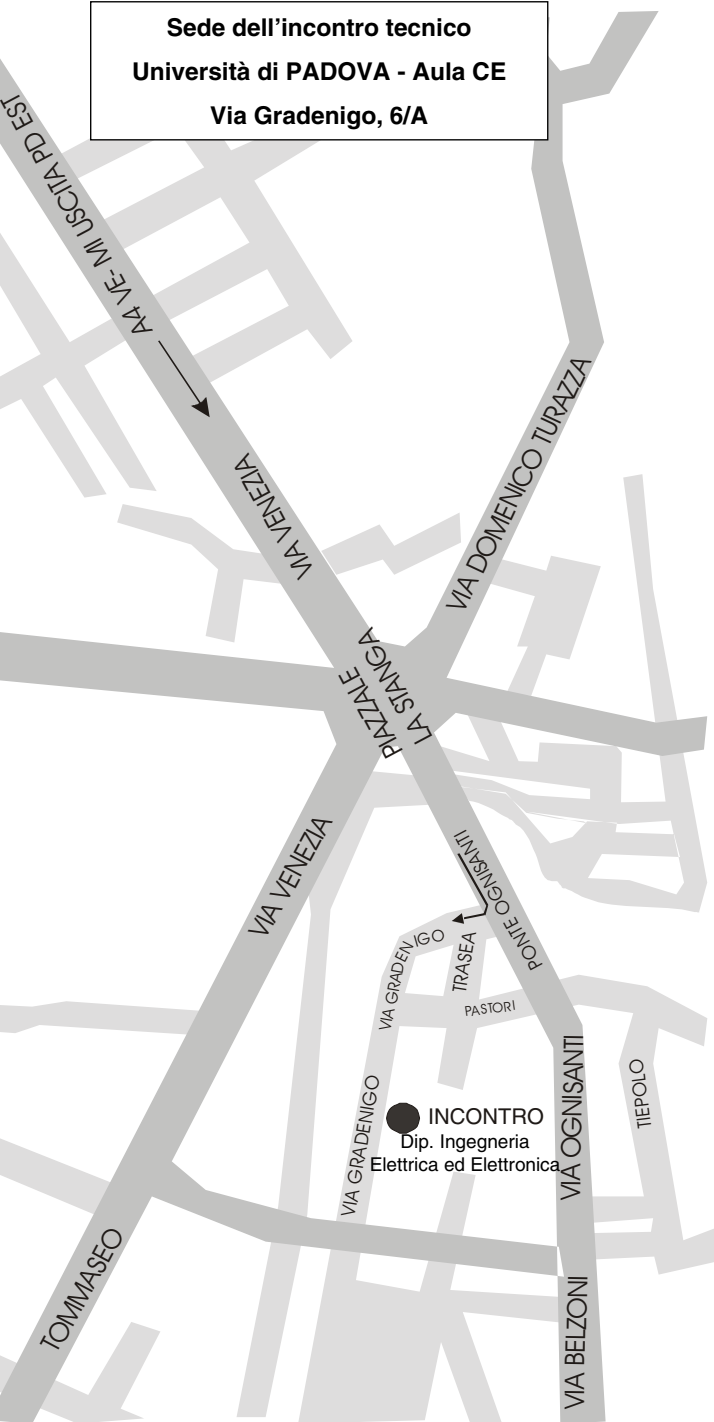 Sede dell'incontro tecnico
Università di PADOVA - Aula CE
Via Gradenigo, 6/A
A4 VE- MI USCITA PD EST
VIA VENEZIA
VIA DOMENICO TURAZZA
PIAZZALE
LA STANGA
VIA VENEZIA
PONTE OGNISANTI
VIA GRADENIGO
TRASEA
PASTORI
VIA OGNISANTI
TIEPOLO
VIA GRADENIGO
INCONTRO
Dip. Ingegneria
Elettrica ed Elettronica
TOMMASEO
VIA BELZONI